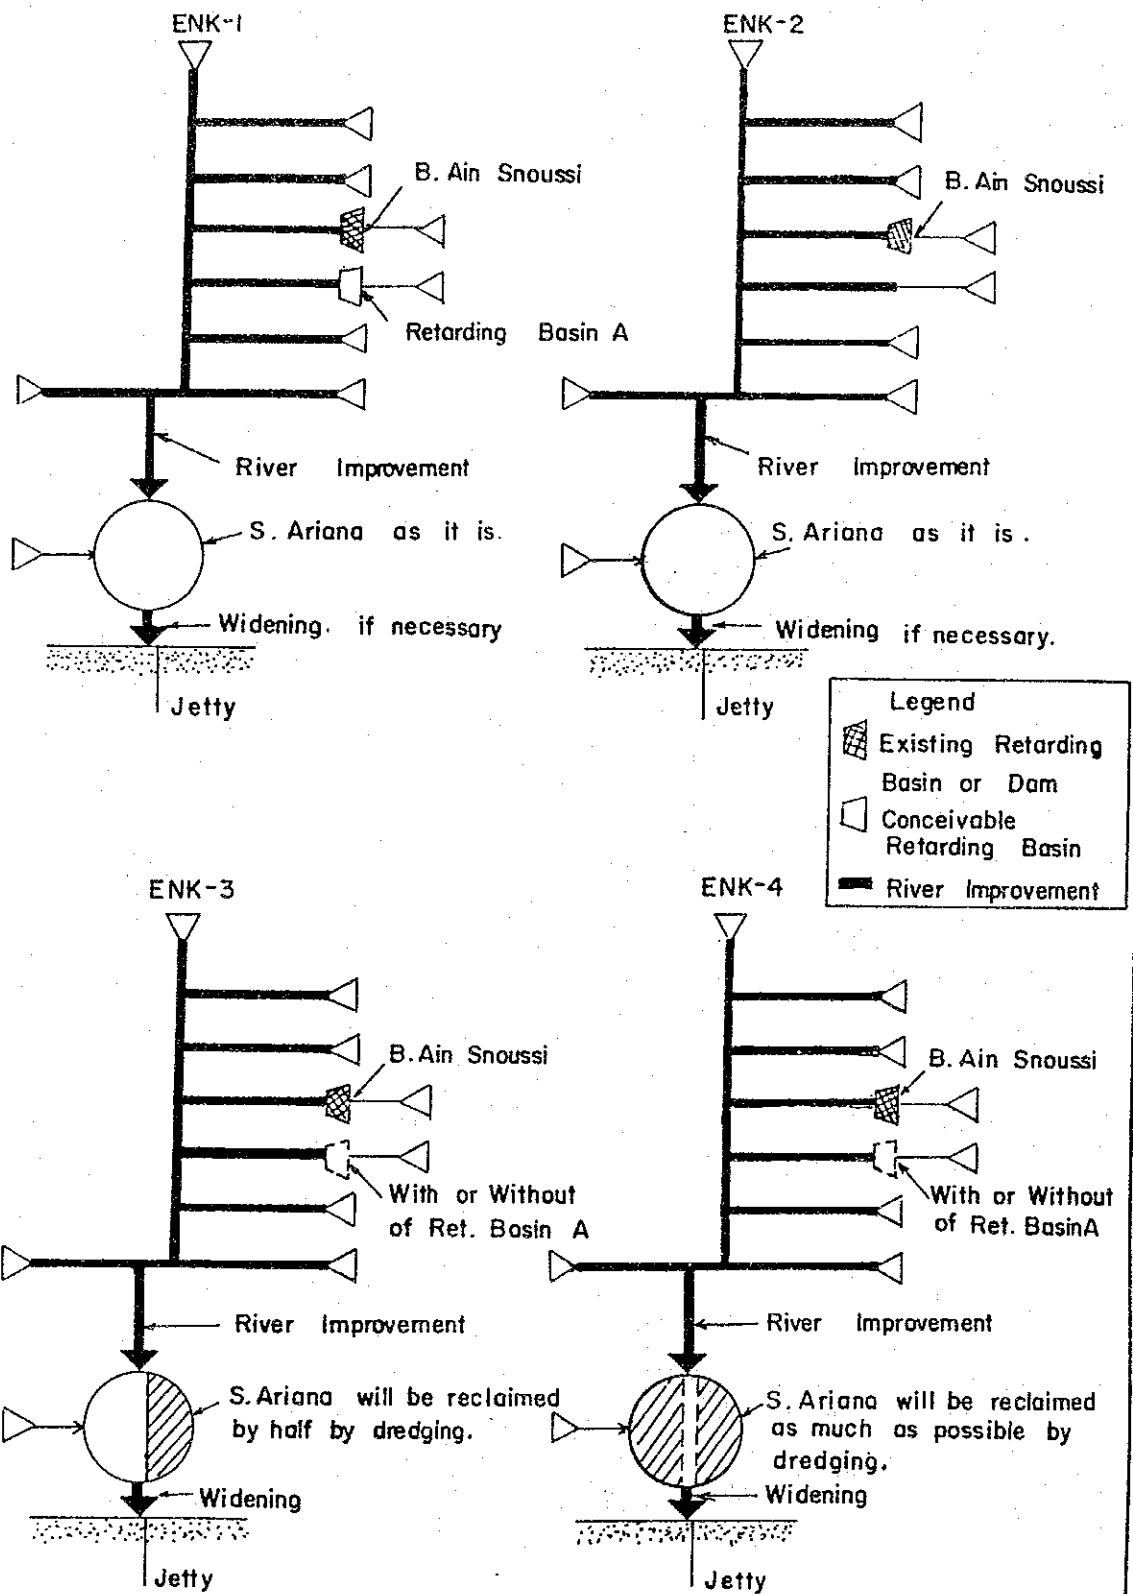 ENK-1
B. Ain Snoussi
Retarding Basin A
River Improvement
S. Ariana as it is.
Widening. if necessary
Jetty
ENK-2
B. Ain Snoussi
River Improvement
S. Ariana as it is.
Widening if necessary.
Jetty
Legend
Existing Retarding
Basin or Dam
Conceivable
Retarding Basin
River Improvement
ENK-3
B. Ain Snoussi
With or Without
of Ret. Basin A
River Improvement
S. Ariana will be reclaimed
by half by dredging.
Widening
Jetty
ENK-4
B. Ain Snoussi
With or Without
of Ret. Basin A
River Improvement
S. Ariana will be reclaimed
as much as possible by
dredging.
Widening
Jetty